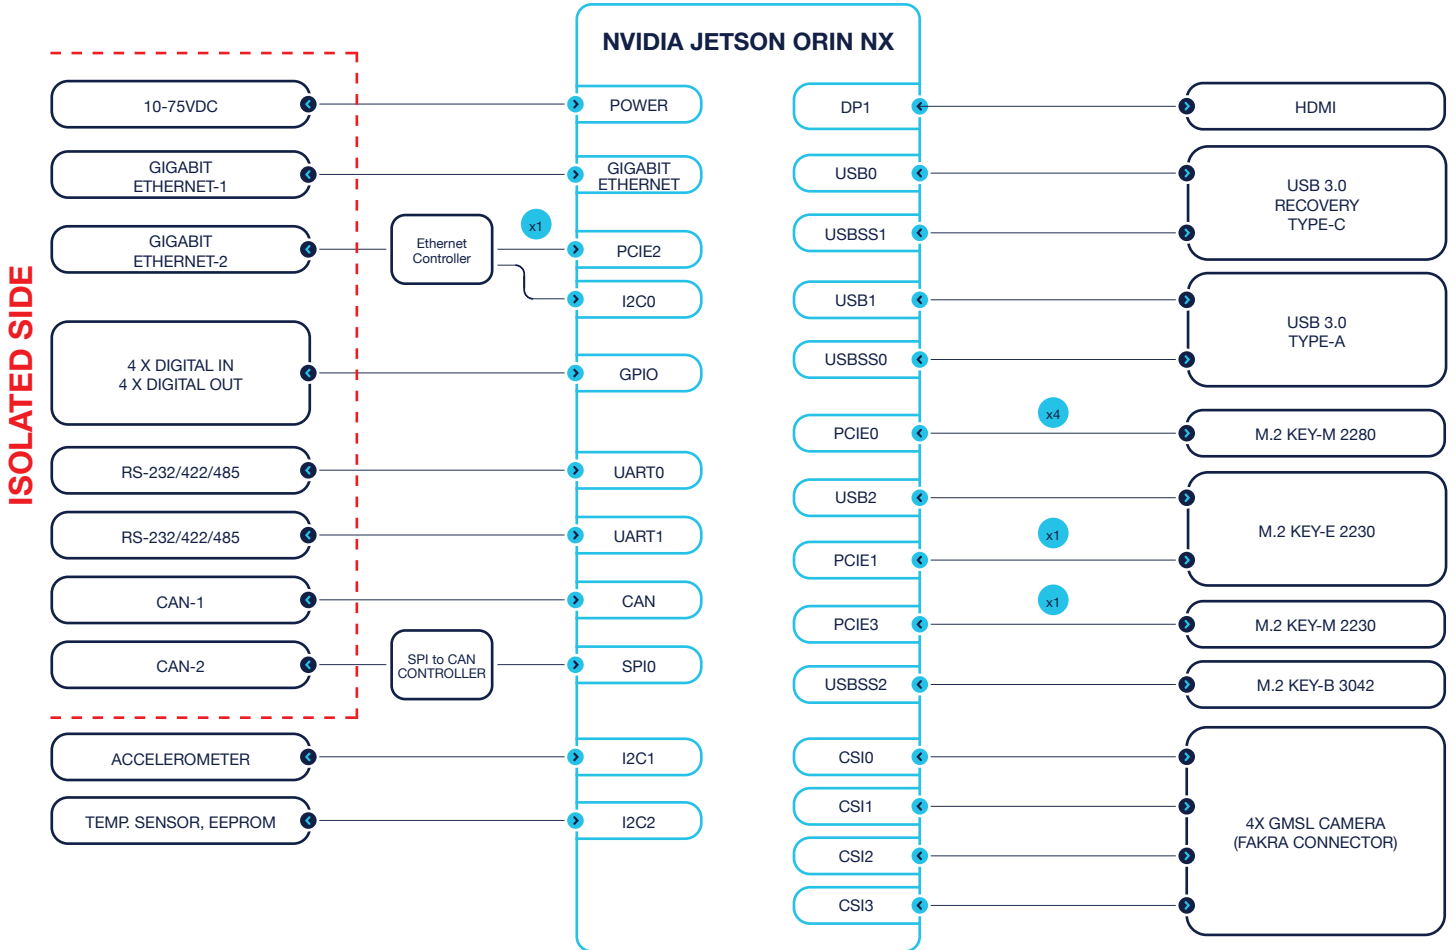 NVIDIA JETSON ORIN NX
ISOLATED SIDE
10-75VDC
POWER
GIGABIT
ETHERNET-1
GIGABIT
ETHERNET
GIGABIT
ETHERNET-2
Ethernet
Controller
x1
PCIE2
I2C0
4 X DIGITAL IN
4 X DIGITAL OUT
GPIO
RS-232/422/485
UART0
RS-232/422/485
UART1
CAN-1
CAN
CAN-2
SPI to CAN
CONTROLLER
SPI0
ACCELEROMETER
I2C1
TEMP. SENSOR, EEPROM
I2C2
DP1
HDMI
USB0
USBSS1
USB 3.0
RECOVERY
TYPE-C
USB1
USBSS0
USB 3.0
TYPE-A
PCIE0
x4
M.2 KEY-M 2280
USB2
PCIE1
x1
M.2 KEY-E 2230
PCIE3
x1
M.2 KEY-M 2230
USBSS2
M.2 KEY-B 3042
CSI0
CSI1
CSI2
CSI3
4X GMSL CAMERA
(FAKRA CONNECTOR)